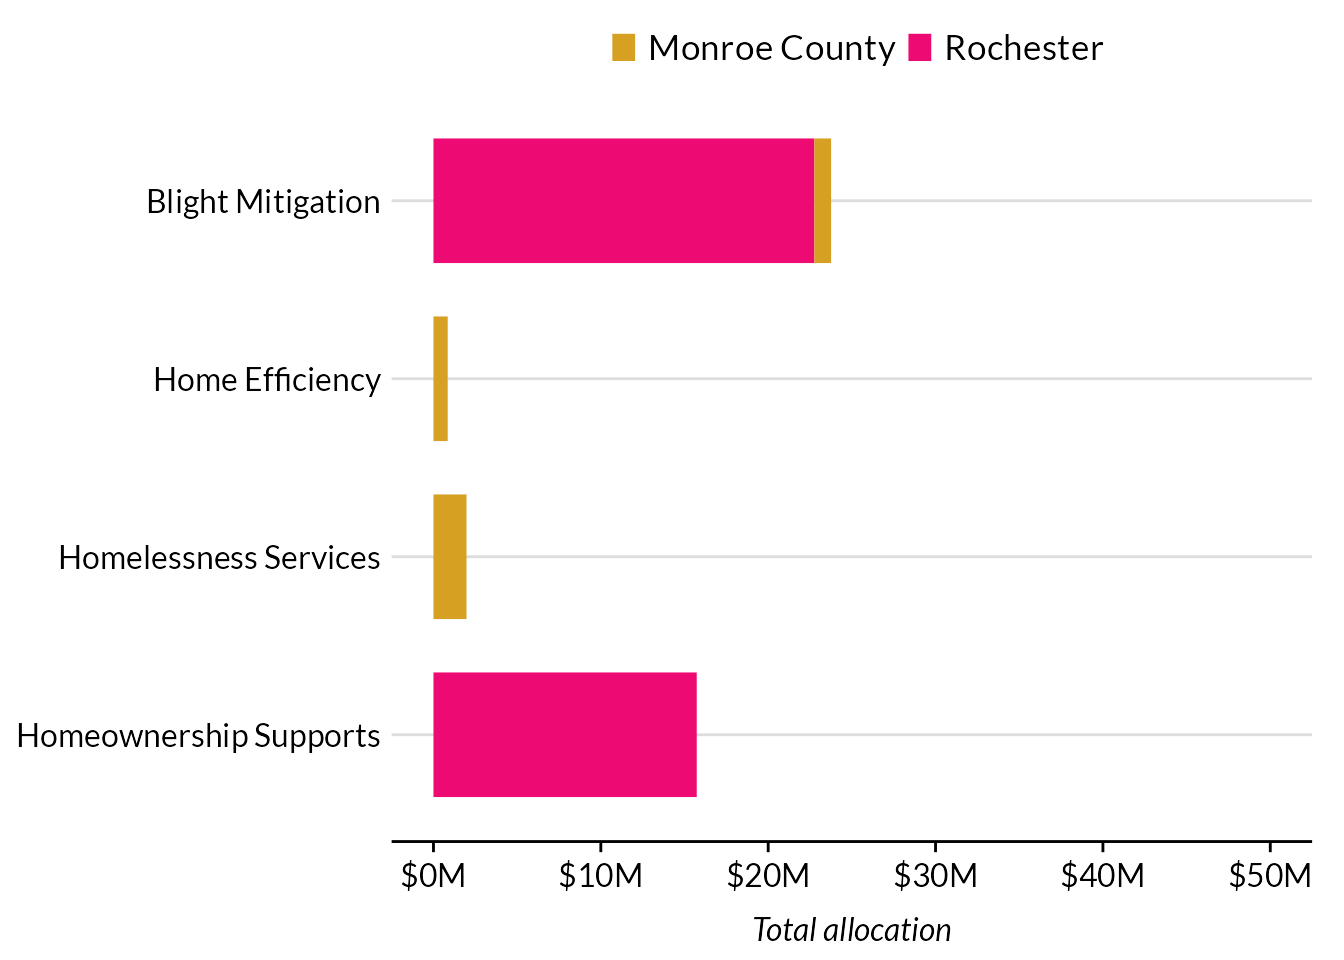 Monroe County Rochester
Blight Mitigation
Home Efficiency
Homelessness Services
Homeownership Supports
$0M $10M $20M $30M $40M $50M
Total allocation